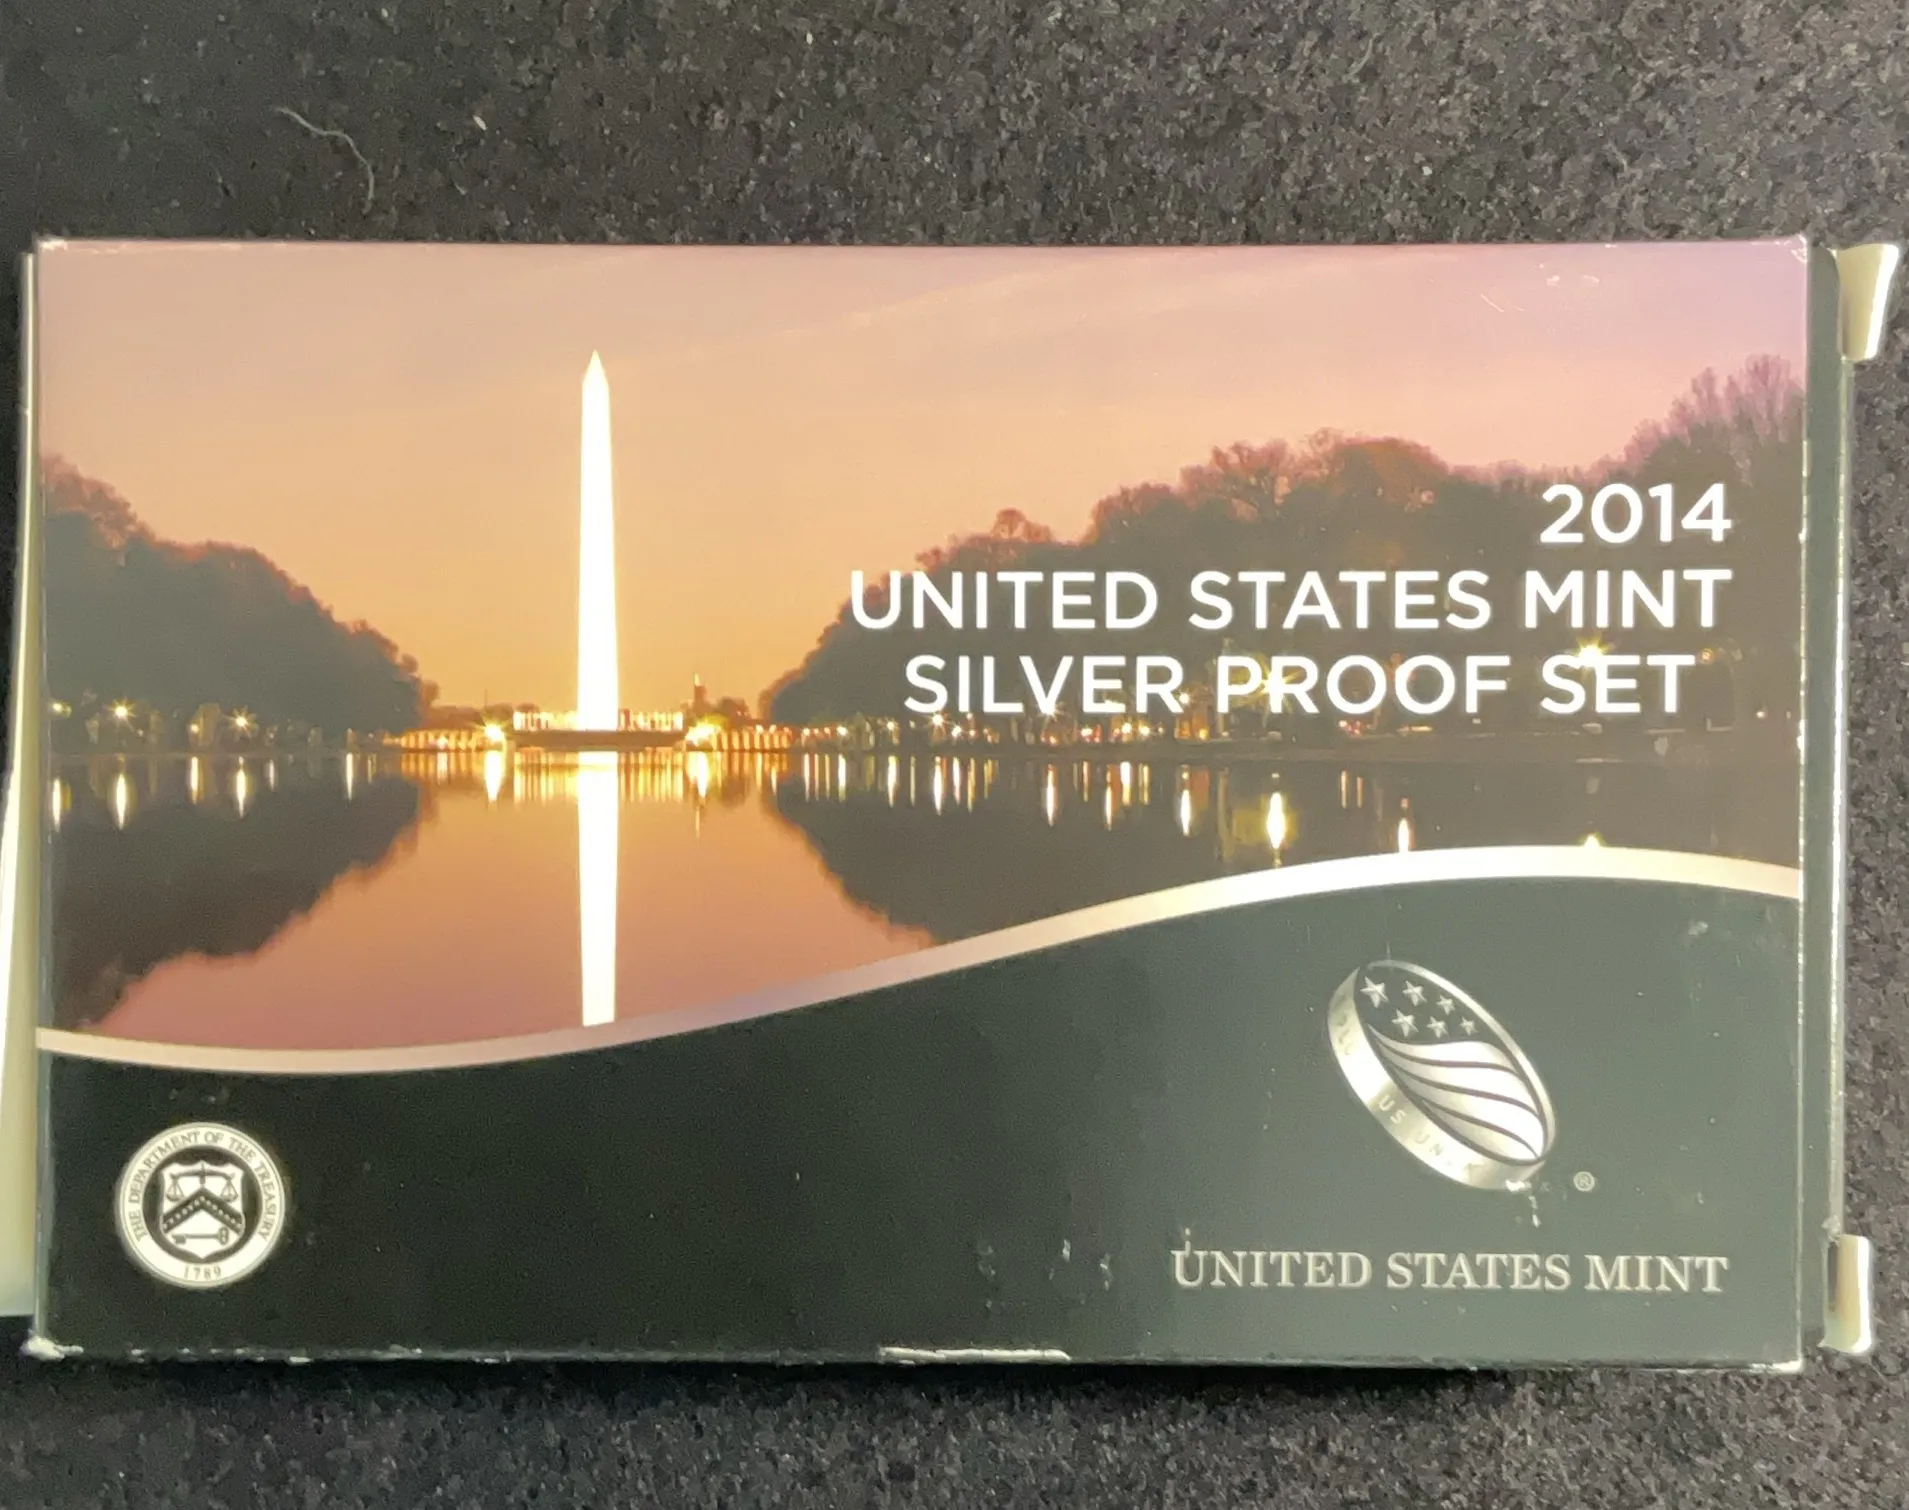 2014
UNITED STATES MINT
SILVER PROOF SET
THE DEPARTMENT OF THE TREASURY
1789
®
UNITED STATES MINT